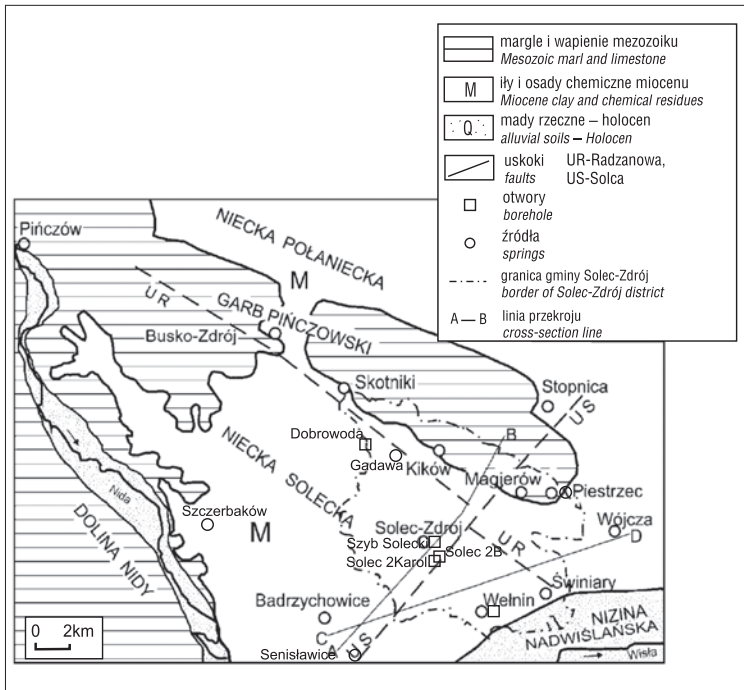 margle i wapienie mezozoiku
Mesozoic marl and limestone
M
iły i osady chemiczne miocenu
Miocene clay and chemical residues
Q
mady rzeczne – holocen
alluvial soils – Holocen
uskoki UR-Radzanowa,
faults US-Solca
otwory
borehole
źródła
springs
granica gminy Solec-Zdrój
border of Solec-Zdrój district
A — B
linia przekroju
cross-section line
Pińczów
NIECKA POŁANIECKA
M
UR
GARB PIŃCZOWSKI
Busko-Zdrój
Skotniki
Stopnica
US
Dobrowoda
B
NIECKA SOLECKA
Gadawa
Kików
Magierów
Piestrzec
Nida
Szczerbaków
M
DOLINA NIDY
Solec-Zdrój
Szyb Solecki
Solec 2B
Solec 2Karol
UR
Wójcza
D
Świniary
Badrzychowice
Wełnin
NIZINA
NADWIŚLAŃSKA
C
A
US
0 2km
Senisławice
Wisła